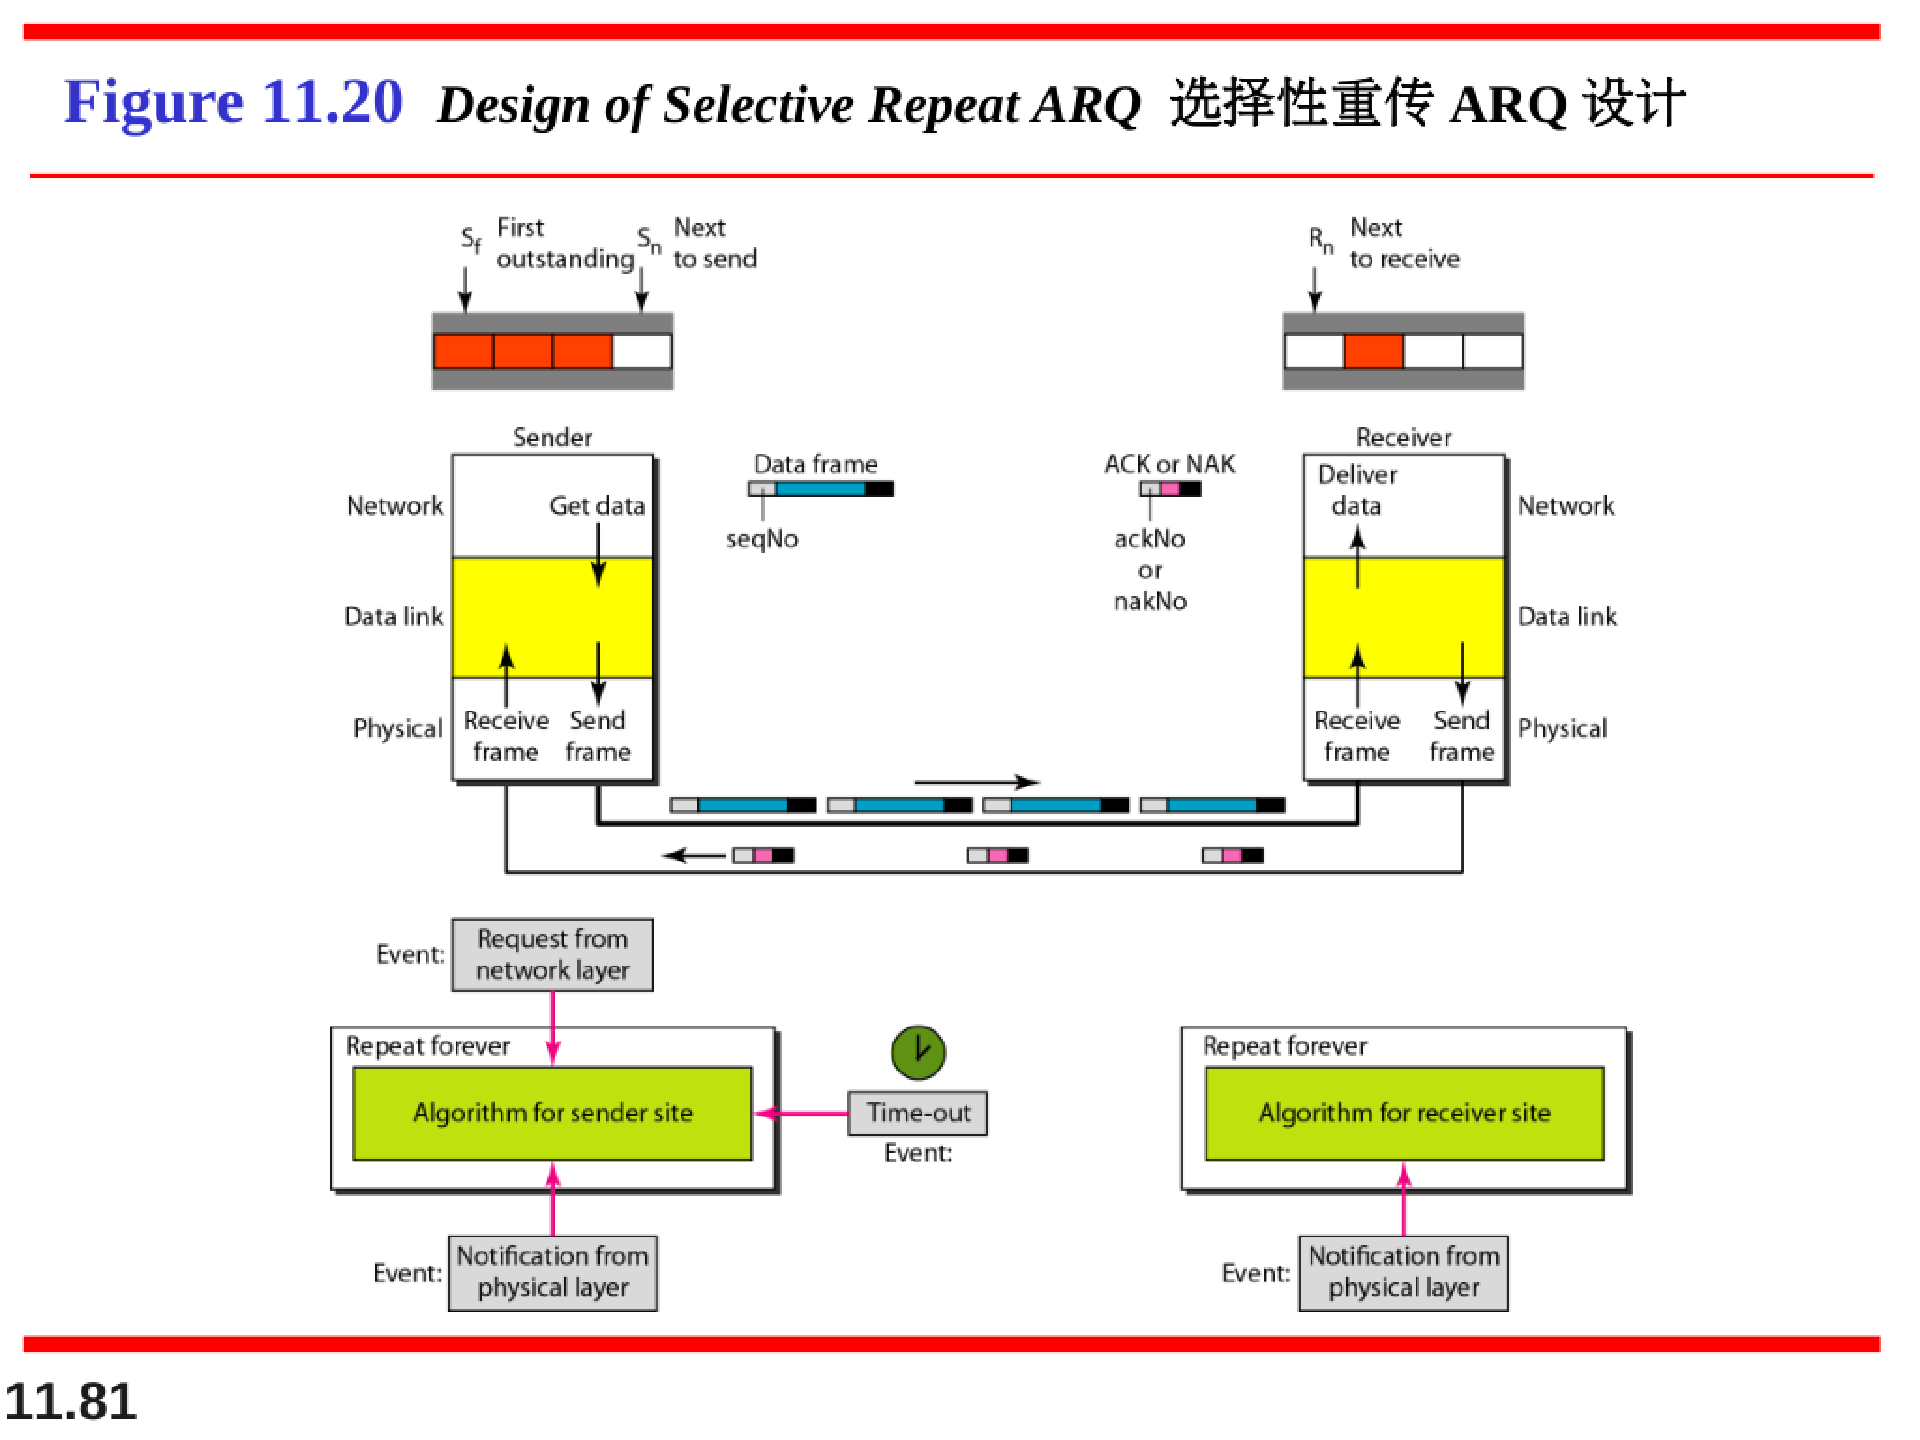 Figure 11.20 Design of Selective Repeat ARQ 选择性重传 ARQ 设计
Sf First outstanding
Sn Next to send
Rn Next to receive
Sender
Receiver
Network
Get data
Data frame
seqNo
ACK or NAK
ackNo
or
nakNo
Deliver
data
Network
Data link
Data link
Physical
Receive
frame
Send
frame
Receive
frame
Send
frame
Physical
Event:
Request from
network layer
Repeat forever
Algorithm for sender site
Time-out
Event:
Repeat forever
Algorithm for receiver site
Event:
Notification from
physical layer
Event:
Notification from
physical layer
11.81